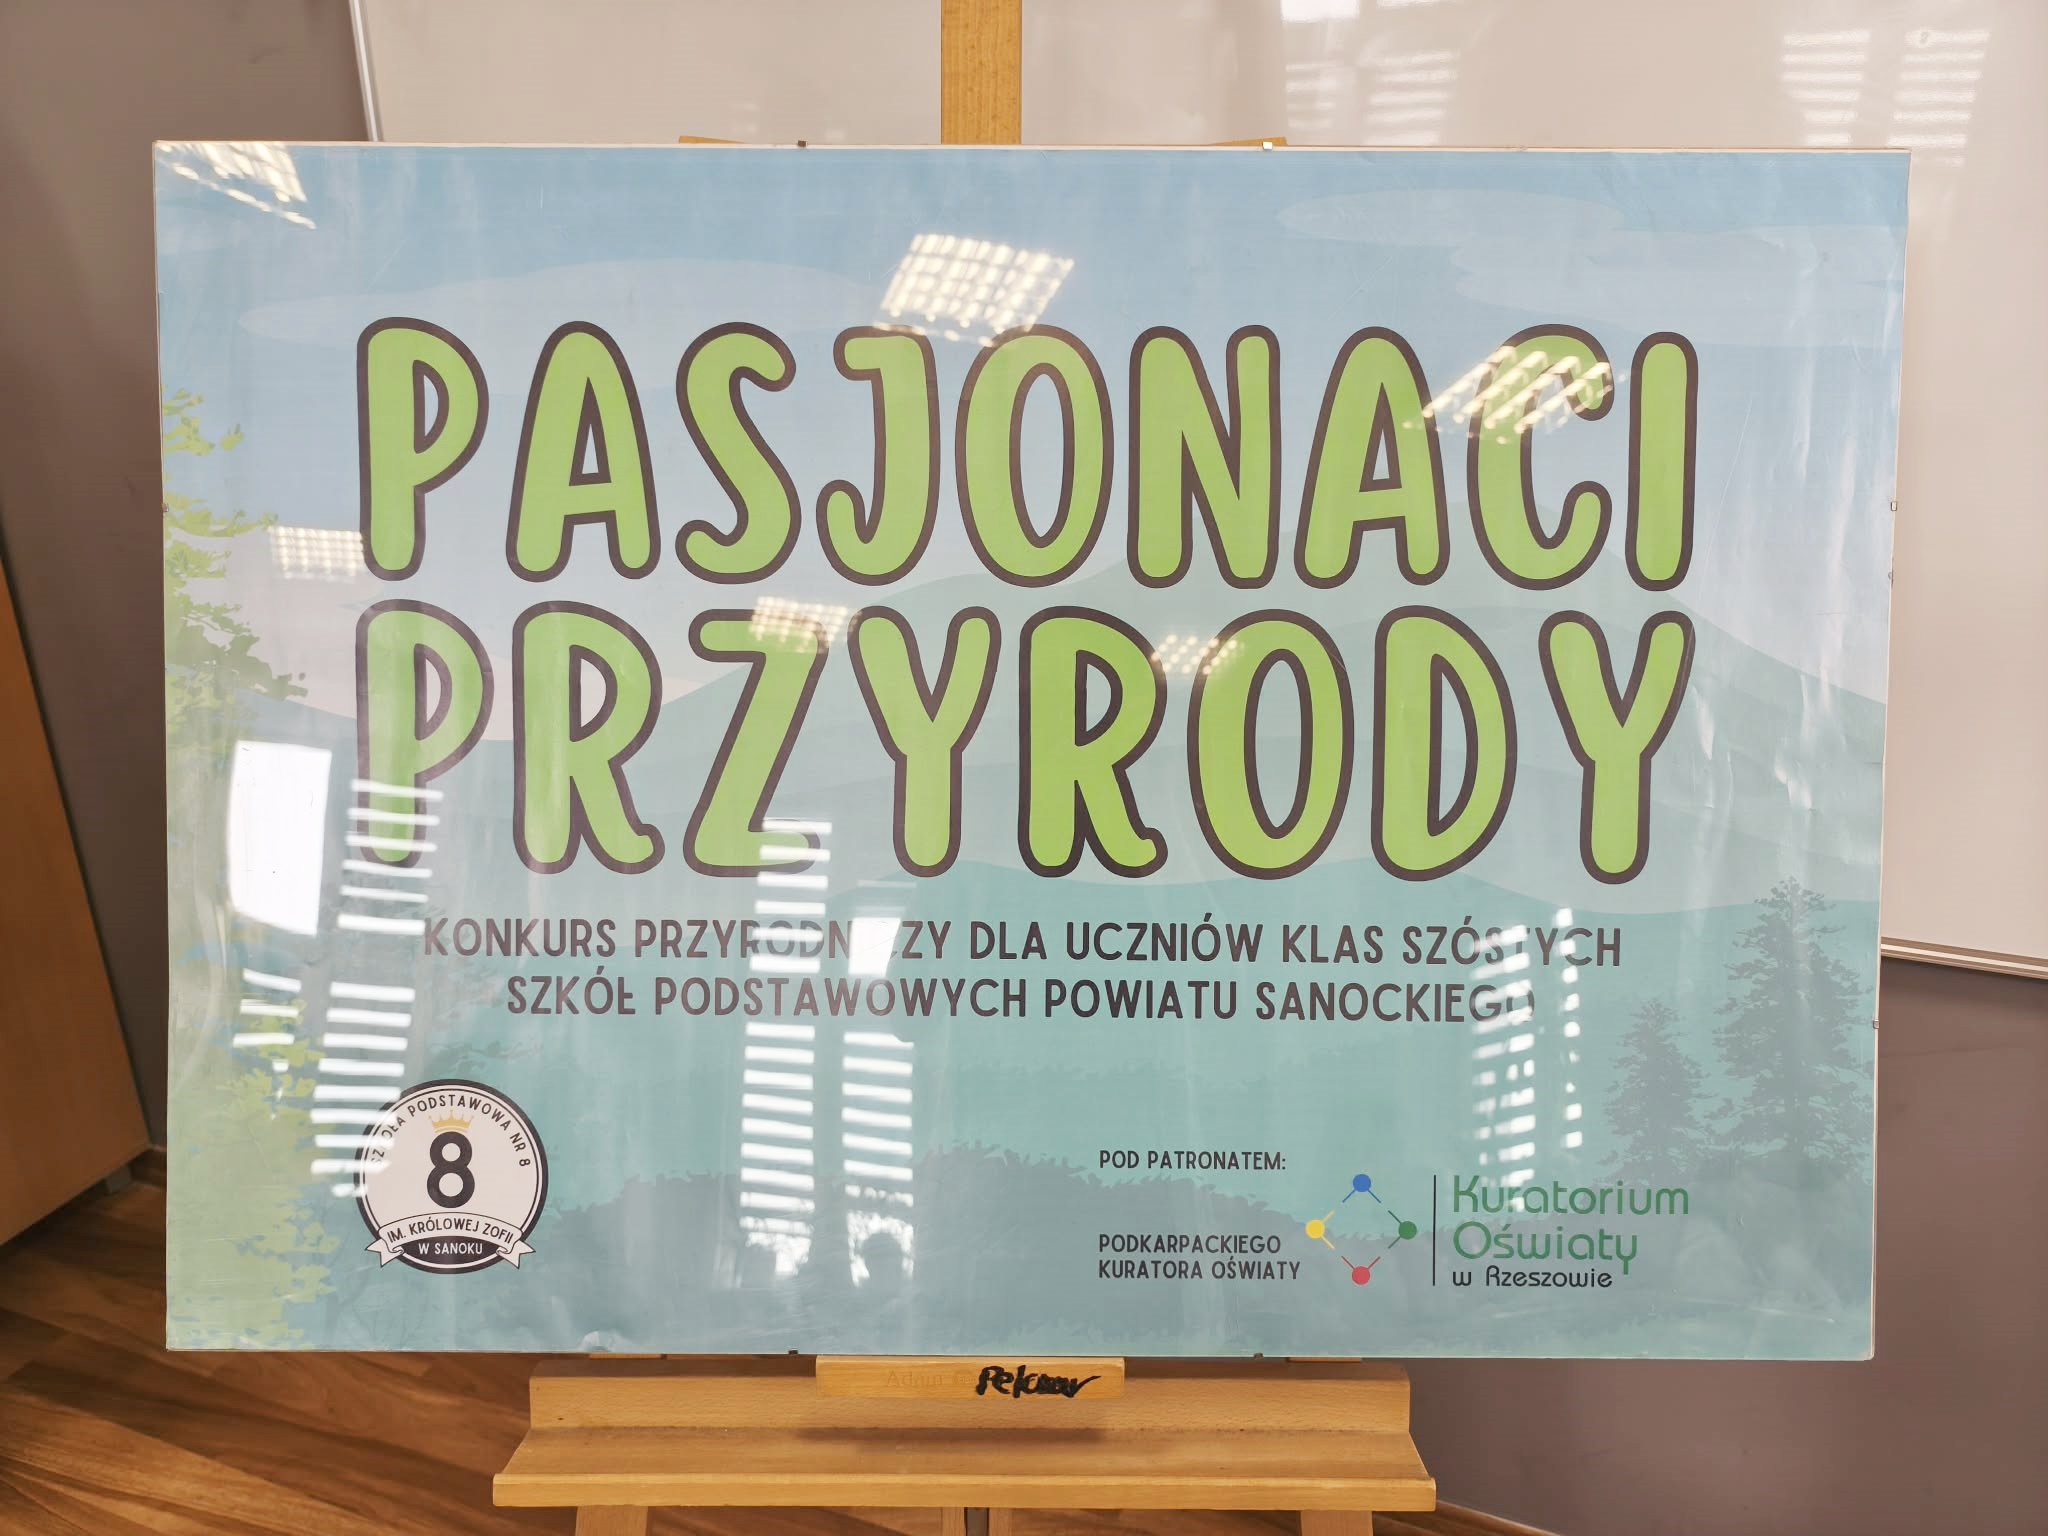 PASJONACI
PRZYRODY
KONKURS PRZYRODNICZY DLA UCZNIÓW KLAS SZÓSTYCH
SZKÓŁ PODSTAWOWYCH POWIATU SANOCKIEGO
SZKOŁA PODSTAWOWA NR 8
8
IM. KRÓLOWEJ ZOFII
W SANOKU
POD PATRONATEM:
PODKARPACKIEGO
KURATORA OŚWIATY
Kuratorium
Oświaty
w Rzeszowie
Adam